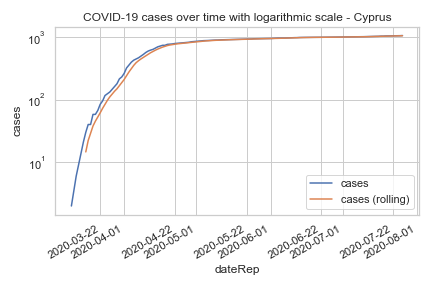 COVID-19 cases over time with logarithmic scale - Cyprus
10³
10²
10¹
cases
cases
cases (rolling)
2020-03-22
2020-04-01
2020-04-22
2020-05-01
2020-05-22
2020-06-01
2020-06-22
2020-07-01
2020-07-22
2020-08-01
dateRep